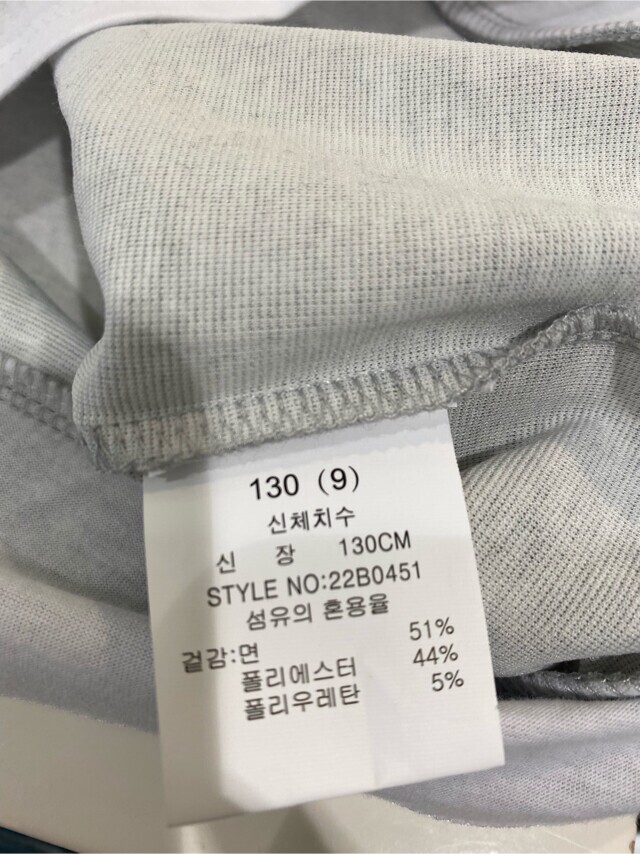 130 (9)
신체치수
신 장 130CM
STYLE NO:22B0451
섬유의 혼용율
겉감:면 51%
폴리에스터 44%
폴리우레탄 5%